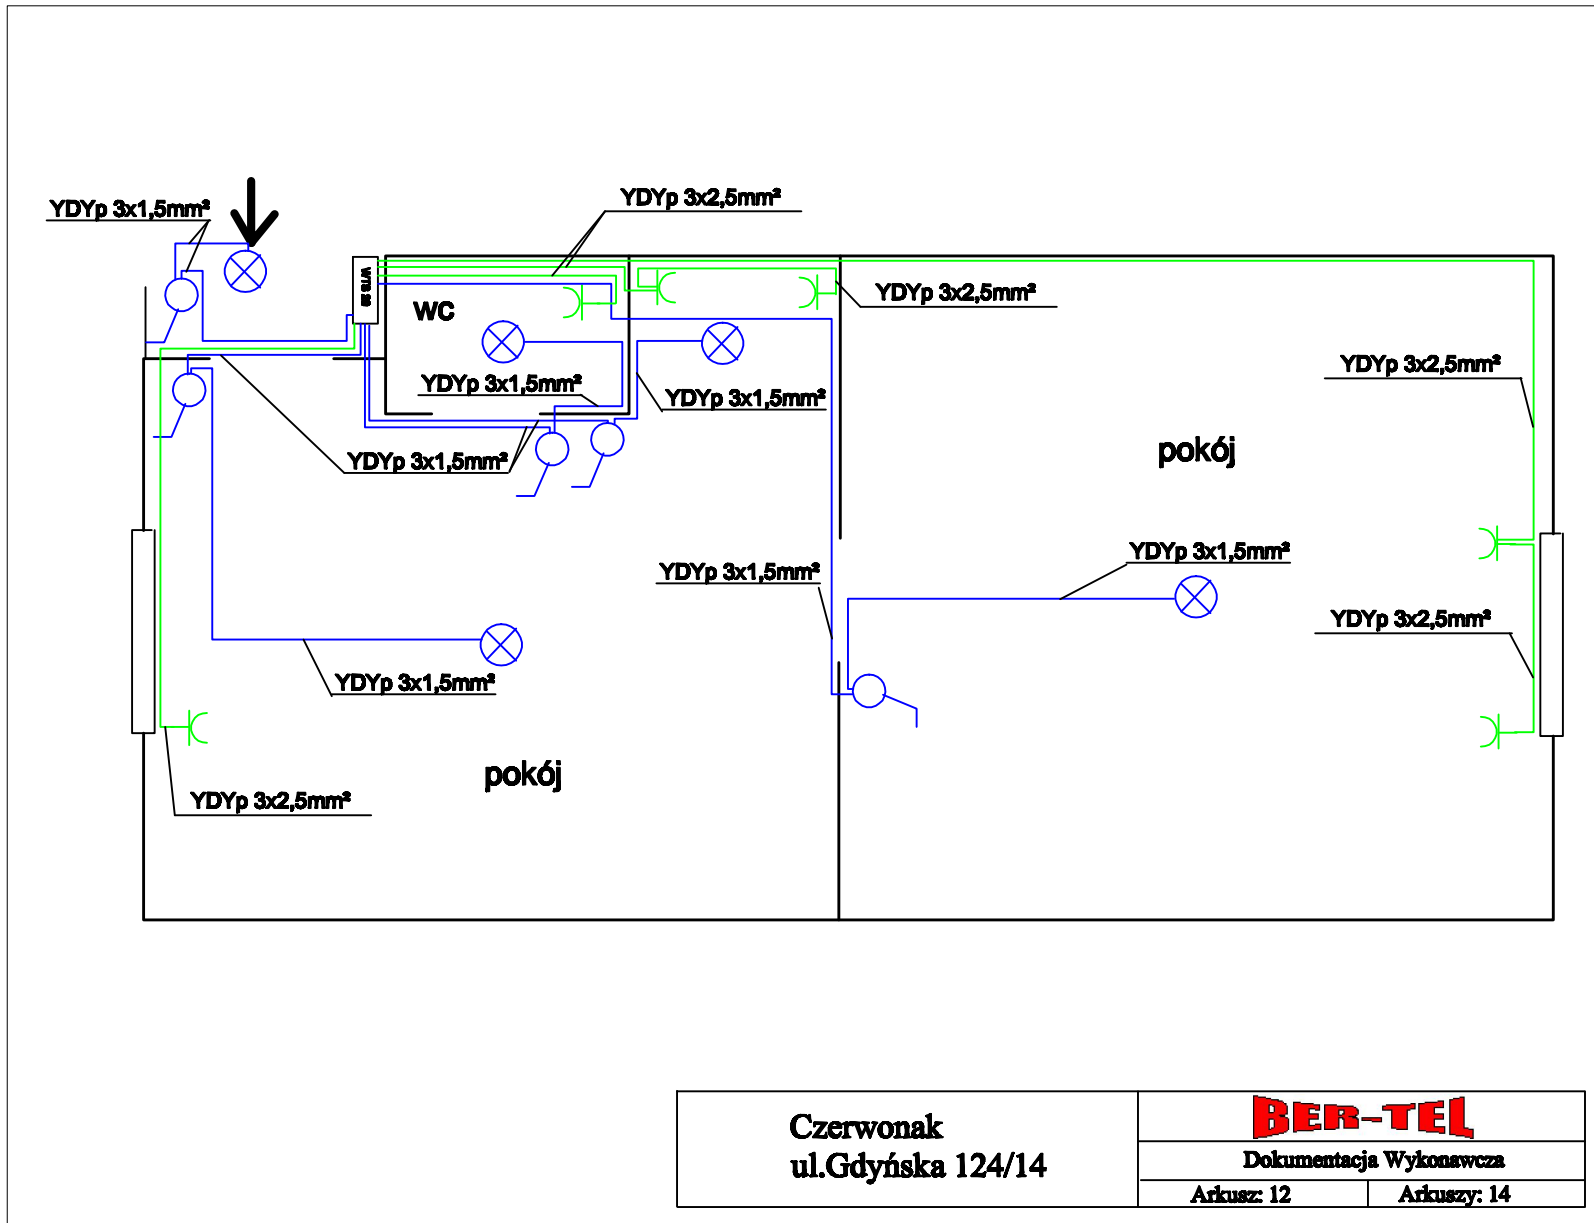 YDYp 3x1,5mm²
YDYp 3x2,5mm²
YDYp 3x2,5mm²
WC
YDYp 3x2,5mm²
YDYp 3x1,5mm²
YDYp 3x1,5mm²
pokój
YDYp 3x1,5mm²
YDYp 3x1,5mm²
YDYp 3x1,5mm²
YDYp 3x2,5mm²
YDYp 3x1,5mm²
pokój
YDYp 3x2,5mm²
Czerwonak
ul.Gdyńska 124/14
BER-TEL
Dokumentacja Wykonawcza
Arkusz: 12
Arkuszy: 14